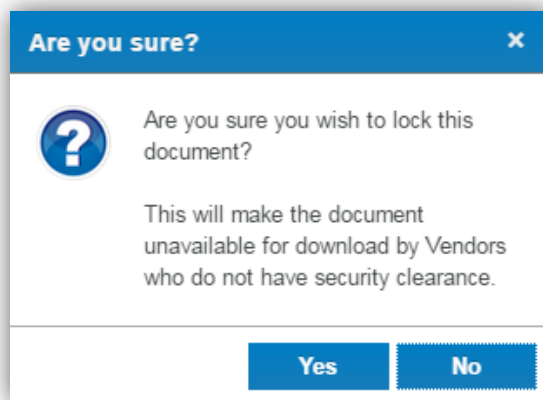 Are you sure?
×
Are you sure you wish to lock this
document?
This will make the document
unavailable for download by Vendors
who do not have security clearance.
Yes
No